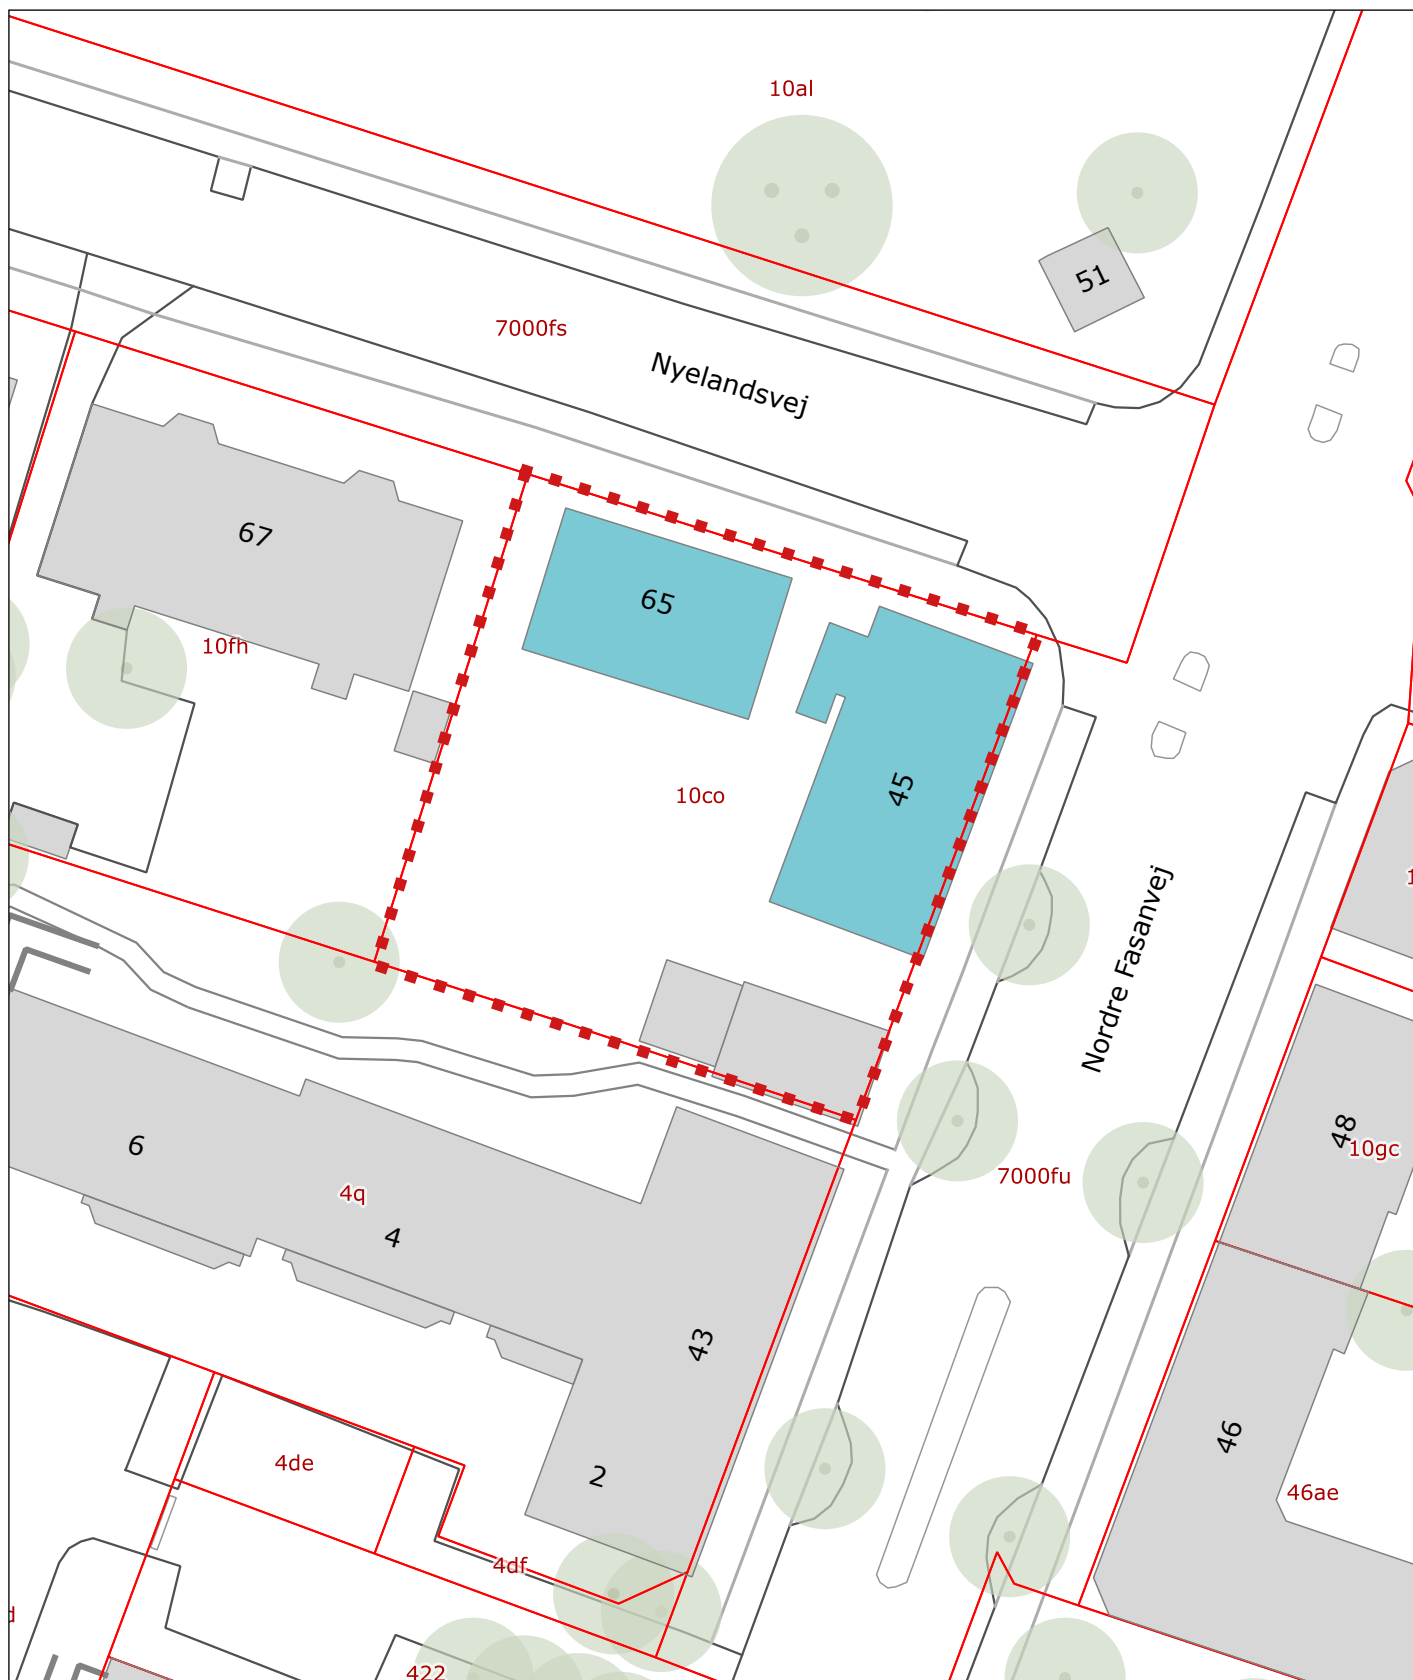 10al
51
7000fs
Nyelandsvej
67
65
10fh
10co
45
Nordre Fasanvej
48
10gc
6
4q
4
7000fu
43
46
4de
2
46ae
4df
422